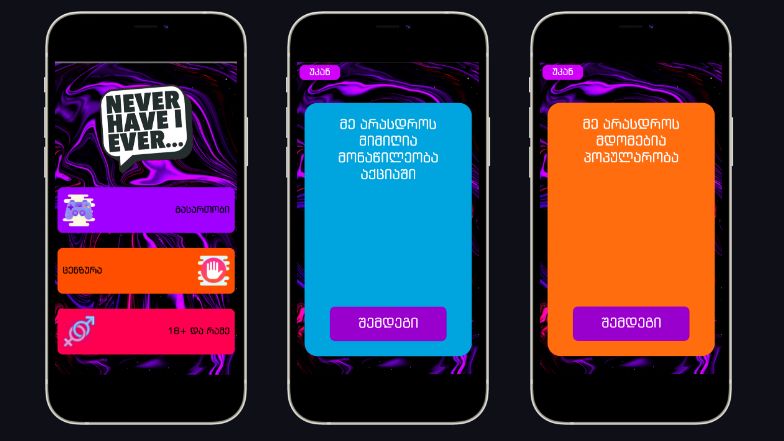 NEVER
HAVE I
EVER...
გასართობი
ცენზურა
18+ და რამე
უკან
მე არასდროს
მიმიღია
მონაწილეობა
აქციაში
შემდეგი
უკან
მე არასდროს
მდომებია
პოპულარობა
შემდეგი